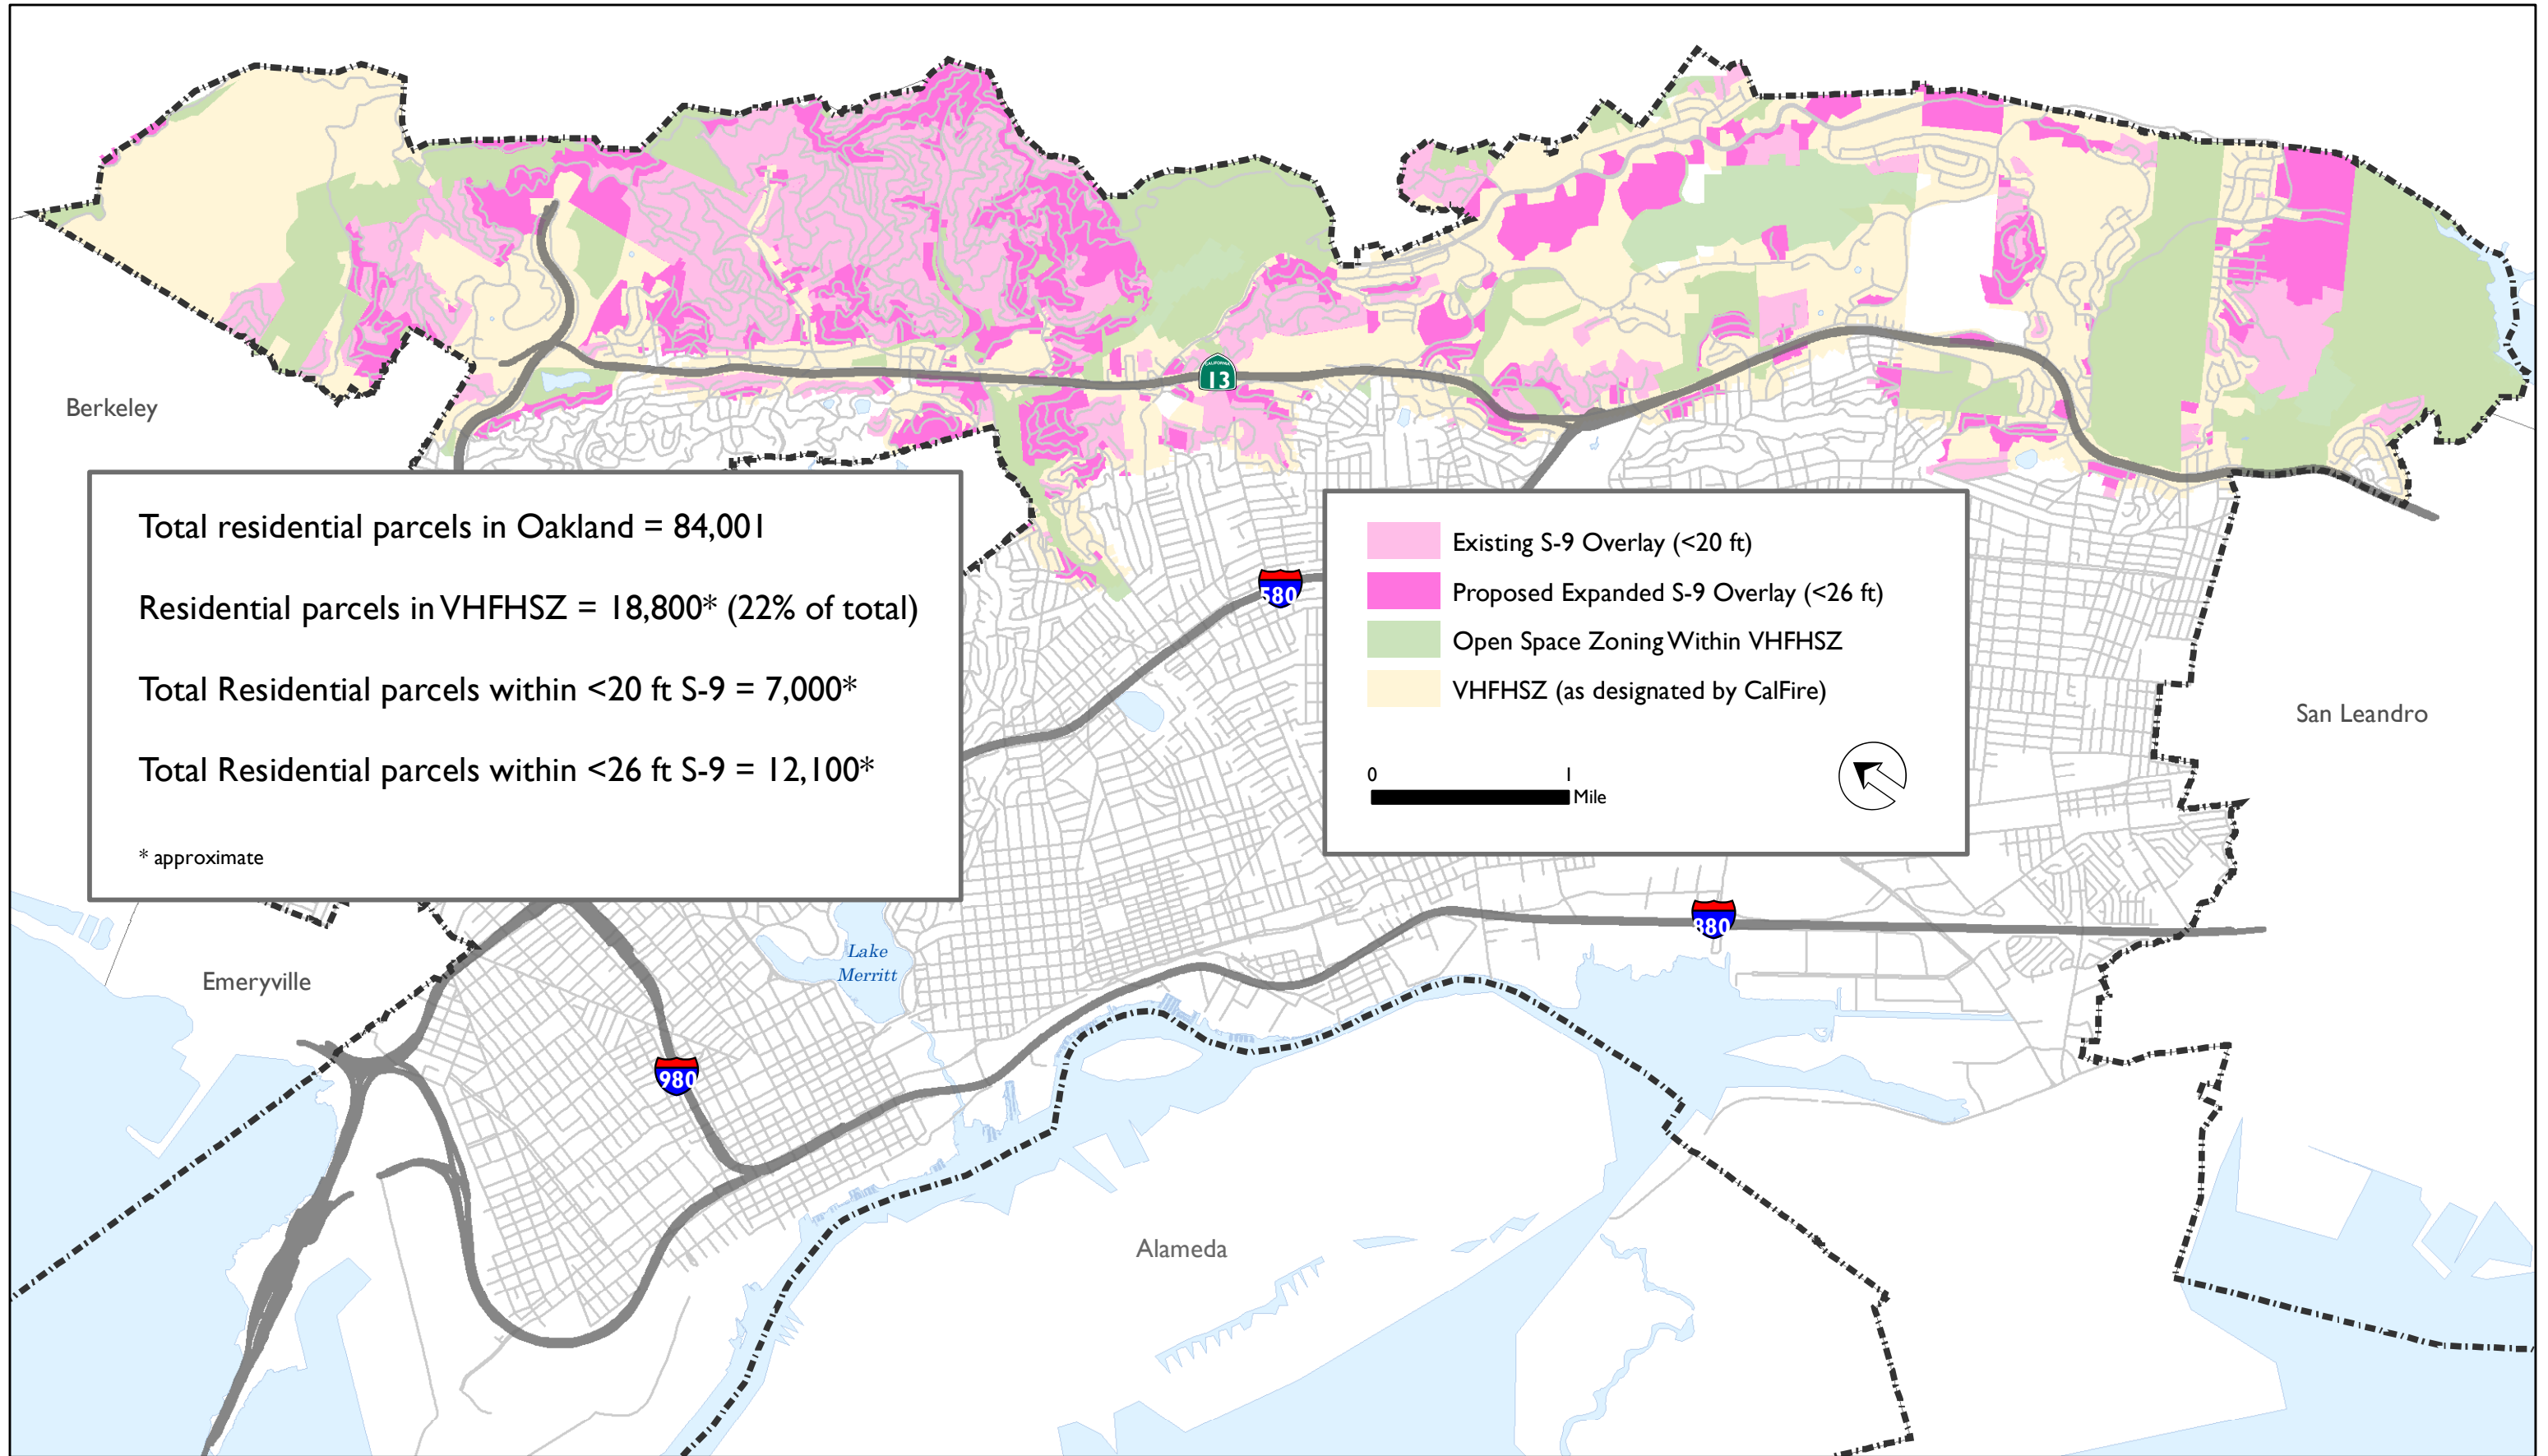 CALIFORNIA
13
Berkeley
Total residential parcels in Oakland = 84,001
Residential parcels in VHFHSZ = 18,800* (22% of total)
Total Residential parcels within <20 ft S-9 = 7,000*
Total Residential parcels within <26 ft S-9 = 12,100*
* approximate
580
Existing S-9 Overlay (<20 ft)
Proposed Expanded S-9 Overlay (<26 ft)
Open Space Zoning Within VHFHSZ
VHFHSZ (as designated by CalFire)
0 1
Mile
San Leandro
880
Lake
Merritt
Emeryville
980
Alameda